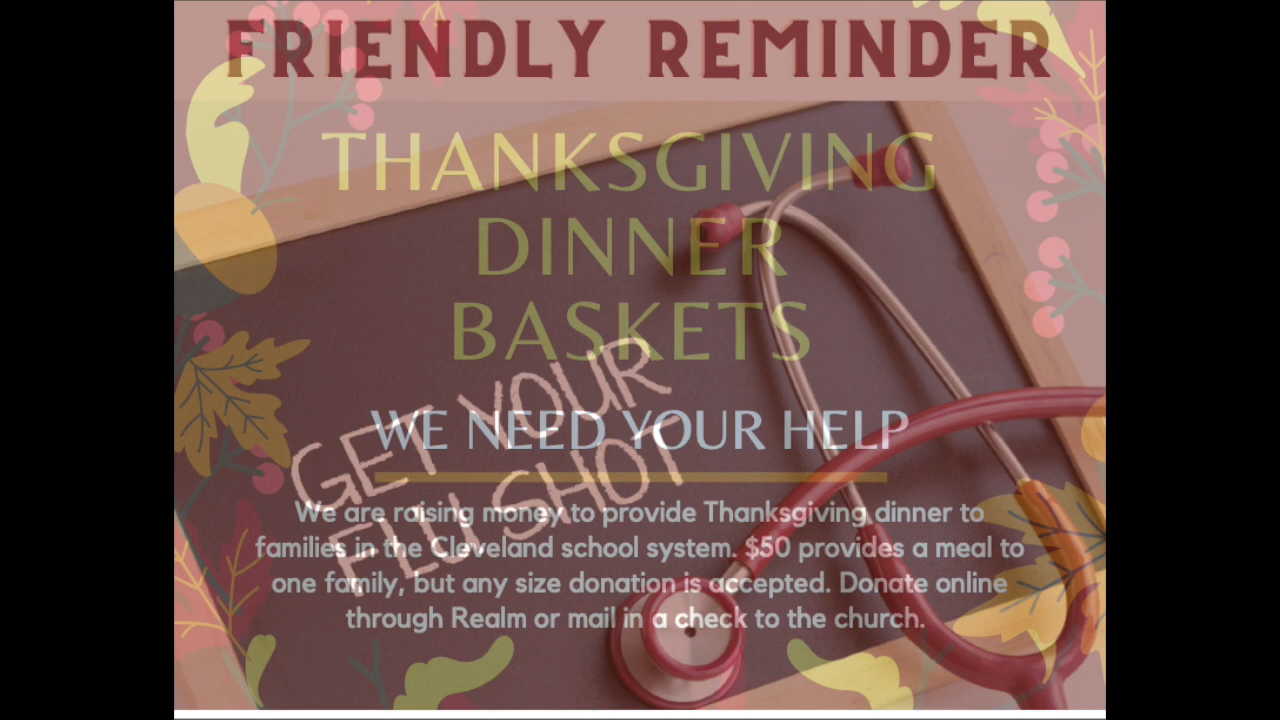 FRIENDLY REMINDER
THANKSGIVING
DINNER
BASKETS
WE NEED YOUR HELP
GET YOUR
FLU SHOT
We are raising money to provide Thanksgiving dinner to
families in the Cleveland school system. $50 provides a meal to
one family, but any size donation is accepted. Donate online
through Realm or mail in a check to the church.